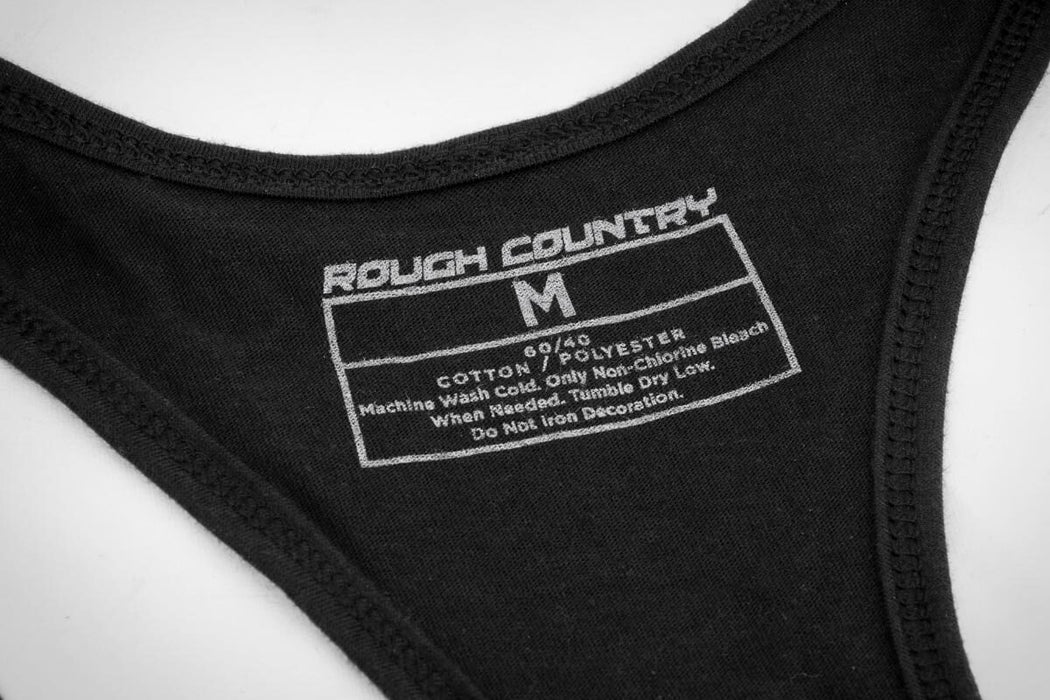 ROUGH COUNTRY
M
60/40
COTTON / POLYESTER
Machine Wash Cold. Only Non-Chlorine Bleach
When Needed. Tumble Dry Low.
Do Not Iron Decoration.